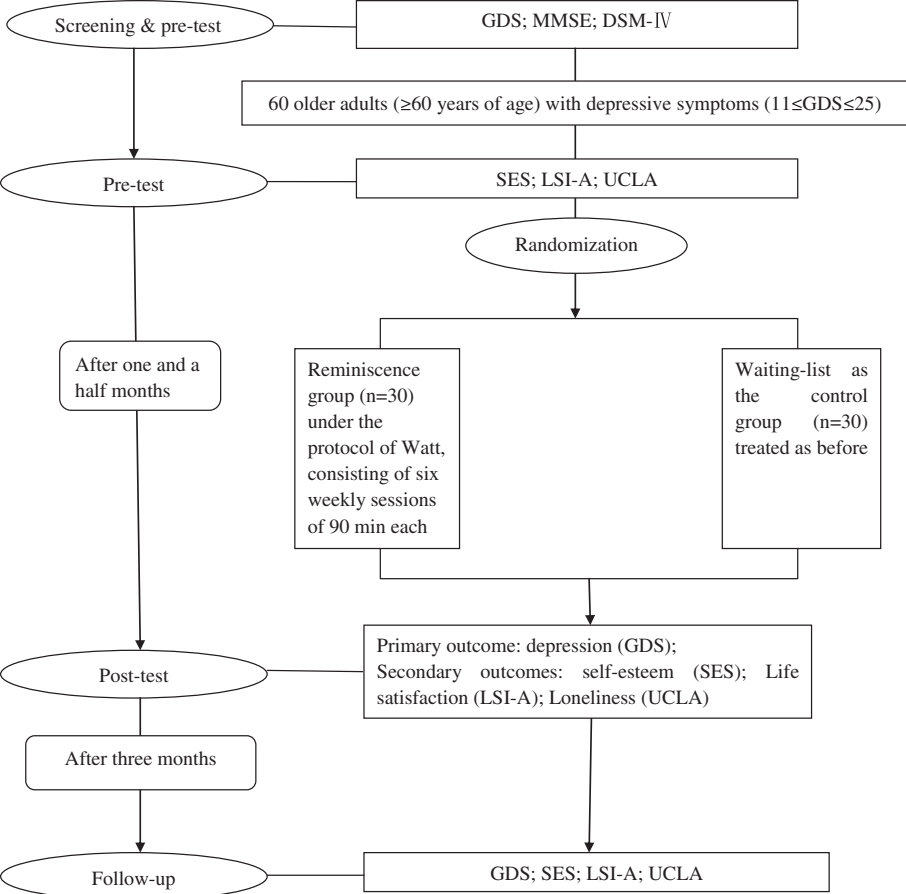 Screening & pre-test
GDS; MMSE; DSM-Ⅳ
60 older adults (≥60 years of age) with depressive symptoms (11≤GDS≤25)
Pre-test
SES; LSI-A; UCLA
Randomization
After one and a
half months
Reminiscence
group (n=30)
under the
protocol of Watt,
consisting of six
weekly sessions
of 90 min each
Waiting-list as
the control
group (n=30)
treated as before
Post-test
Primary outcome: depression (GDS);
Secondary outcomes: self-esteem (SES); Life
satisfaction (LSI-A); Loneliness (UCLA)
After three months
Follow-up
GDS; SES; LSI-A; UCLA